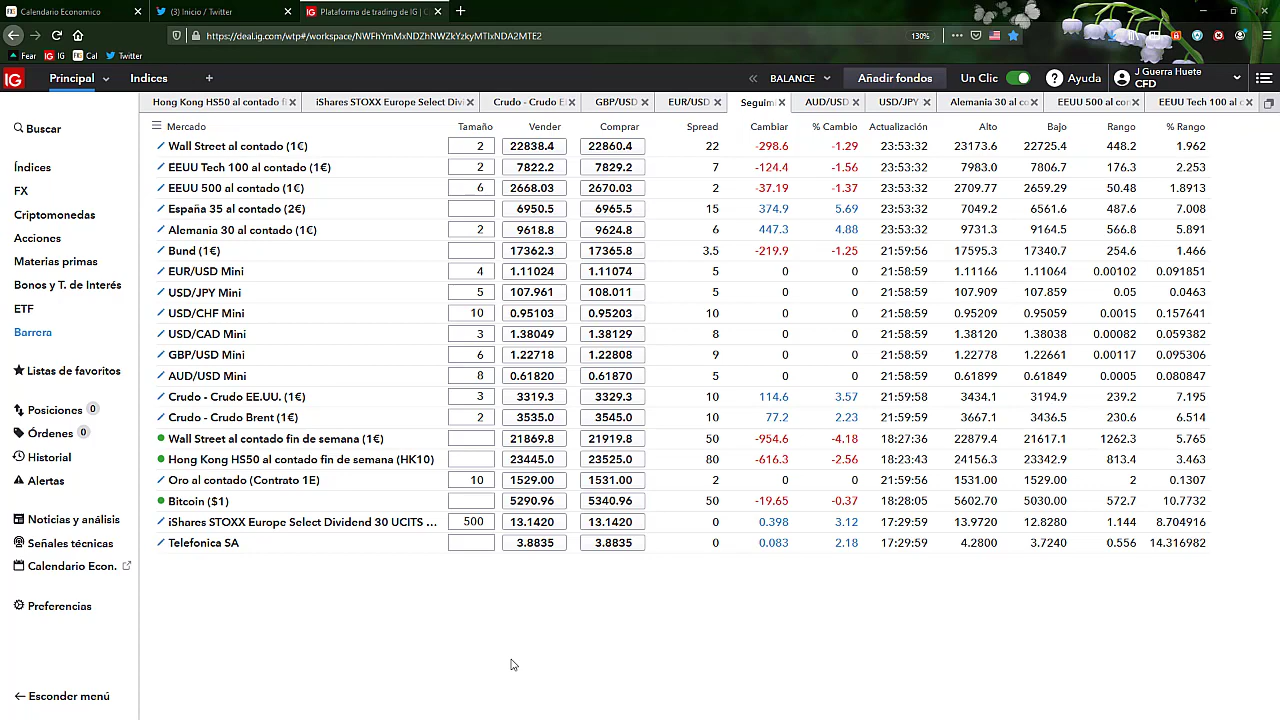 Calendario Economico
(3) Inicio / Twitter
Plataforma de trading de IG | C
https://deal.ig.com/wtp#/workspace/NWFhYmMxNDZhNWZkYzkyMTIxNDA2MTE2
130%
Fear IG Cal Twitter
IG Principal Indices + BALANCE Añadir fondos Un Clic Ayuda J Guerra Huete
CFD
Hong Kong HS50 al contado f iShares STOXX Europe Select Divi Crudo - Crudo E GBP/USD EUR/USD Seguim AUD/USD USD/JPY Alemania 30 al co EEUU 500 al con EEUU Tech 100 al c
Buscar
Índices
FX
Criptomonedas
Acciones
Materias primas
Bonos y T. de Interés
ETF
Barrera
Listas de favoritos
Posiciones 0
Órdenes 0
Historial
Alertas
Noticias y análisis
Señales técnicas
Calendario Econ.
Preferencias
Esconder menú
Mercado Tamaño Vender Comprar Spread Cambiar % Cambio Actualización Alto Bajo Rango % Rango
Wall Street al contado (1€) 2 22838.4 22860.4 22 -298.6 -1.29 23:53:32 23173.6 22725.4 448.2 1.962
EEUU Tech 100 al contado (1€) 2 7822.2 7829.2 7 -124.4 -1.56 23:53:32 7983.0 7806.7 176.3 2.253
EEUU 500 al contado (1€) 6 2668.03 2670.03 2 -37.19 -1.37 23:53:32 2709.77 2659.29 50.48 1.8913
España 35 al contado (2€) 6950.5 6965.5 15 374.9 5.69 23:53:32 7049.2 6561.6 487.6 7.008
Alemania 30 al contado (1€) 2 9618.8 9624.8 6 447.3 4.88 23:53:32 9731.3 9164.5 566.8 5.891
Bund (1€) 17362.3 17365.8 3.5 -219.9 -1.25 21:59:56 17595.3 17340.7 254.6 1.466
EUR/USD Mini 4 1.11024 1.11074 5 0 0 21:58:59 1.11166 1.11064 0.00102 0.091851
USD/JPY Mini 5 107.961 108.011 5 0 0 21:58:59 107.909 107.859 0.05 0.0463
USD/CHF Mini 10 0.95103 0.95203 10 0 0 21:58:59 0.95209 0.95059 0.0015 0.157641
USD/CAD Mini 3 1.38049 1.38129 8 0 0 21:58:59 1.38120 1.38038 0.00082 0.059382
GBP/USD Mini 6 1.22718 1.22808 9 0 0 21:58:59 1.22778 1.22661 0.00117 0.095306
AUD/USD Mini 8 0.61820 0.61870 5 0 0 21:58:59 0.61899 0.61849 0.0005 0.080847
Crudo - Crudo EE.UU. (1€) 3 3319.3 3329.3 10 114.6 3.57 21:59:58 3434.1 3194.9 239.2 7.195
Crudo - Crudo Brent (1€) 2 3535.0 3545.0 10 77.2 2.23 21:59:59 3667.1 3436.5 230.6 6.514
Wall Street al contado fin de semana (1€) 21869.8 21919.8 50 -954.6 -4.18 18:27:36 22879.4 21617.1 1262.3 5.765
Hong Kong HS50 al contado fin de semana (HK10) 23445.0 23525.0 80 -616.3 -2.56 18:23:43 24156.3 23342.9 813.4 3.463
Oro al contado (Contrato 1E) 10 1529.00 1531.00 2 0 0 21:59:59 1531.00 1529.00 2 0.1307
Bitcoin ($1) 5290.96 5340.96 50 -19.65 -0.37 18:28:05 5602.70 5030.00 572.7 10.7732
iShares STOXX Europe Select Dividend 30 UCITS ... 500 13.1420 13.1420 0 0.398 3.12 17:29:59 13.9720 12.8280 1.144 8.704916
Telefonica SA 3.8835 3.8835 0 0.083 2.18 17:29:59 4.2800 3.7240 0.556 14.316982